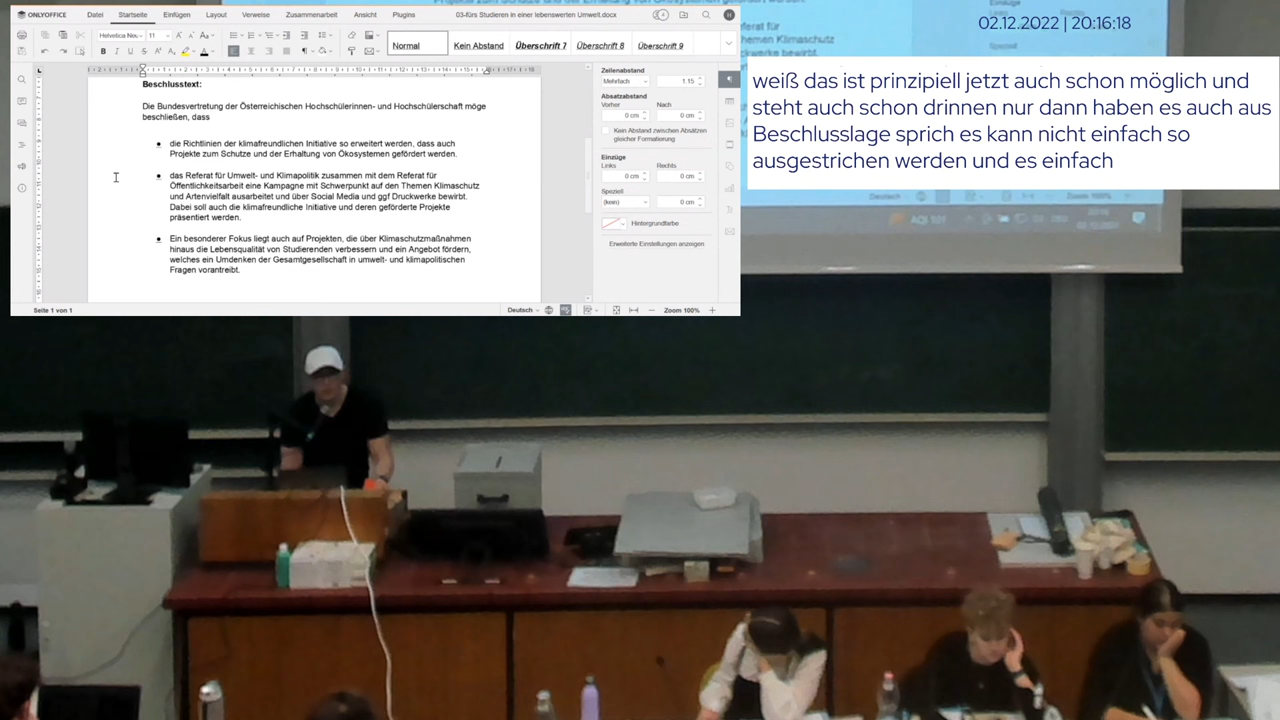 ONLYOFFICE
Datei Startseite Einfügen Layout Verweise Zusammenarbeit Ansicht Plugins
03-fürs Studieren in einer lebenswerten Umwelt.docx
02.12.2022 | 20:16:18
Helvetica Neu 11
Normal Kein Abstand Überschrift 7 Überschrift 8 Überschrift 9
Beschlusstext:
Die Bundesvertretung der Österreichischen Hochschülerinnen- und Hochschülerschaft möge
beschließen, dass
die Richtlinien der klimafreundlichen Initiative so erweitert werden, dass auch
Projekte zum Schutze und der Erhaltung von Ökosystemen gefördert werden.
das Referat für Umwelt- und Klimapolitik zusammen mit dem Referat für
Öffentlichkeitsarbeit eine Kampagne mit Schwerpunkt auf den Themen Klimaschutz
und Artenvielfalt ausarbeitet und über Social Media und ggf Druckwerke bewirbt.
Dabei soll auch die klimafreundliche Initiative und deren geförderte Projekte
präsentiert werden.
Ein besonderer Fokus liegt auch auf Projekten, die über Klimaschutzmaßnahmen
hinaus die Lebensqualität von Studierenden verbessern und ein Angebot fördern,
welches ein Umdenken der Gesamtgesellschaft in umwelt- und klimapolitischen
Fragen vorantreibt.
Zeilenabstand
Mehrfach 1.15
Absatzabstand
Vorher Nach
0 cm 0 cm
Kein Abstand zwischen Absätzen
gleicher Formatierung
Einzüge
Links Rechts
0 cm 0 cm
Speziell
(kein) 0 cm
Hintergrundfarbe
Erweiterte Einstellungen anzeigen
Seite 1 von 1 Deutsch Zoom 100%
weiß das ist prinzipiell jetzt auch schon möglich und
steht auch schon drinnen nur dann haben es auch aus
Beschlusslage sprich es kann nicht einfach so
ausgestrichen werden und es einfach